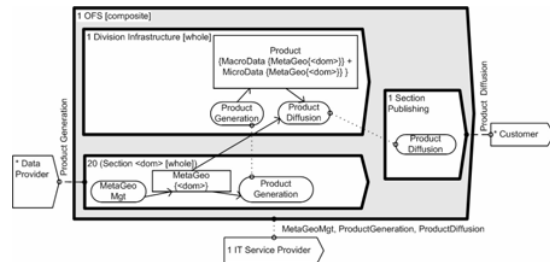 1 OFS [composite]
1 Division Infrastructure [whole]
Product
{MacroData {MetaGeo{<dom>}} +
MicroData {MetaGeo{<dom>}} }
Product
Generation
Product
Diffusion
1 Section
Publishing
Product
Diffusion
Product Generation
Product Diffusion
* Data
Provider
* Customer
20 (Section <dom> [whole])
MetaGeo
Mgt
MetaGeo
{<dom>}
Product
Generation
MetaGeoMgt, ProductGeneration, ProductDiffusion
1 IT Service Provider